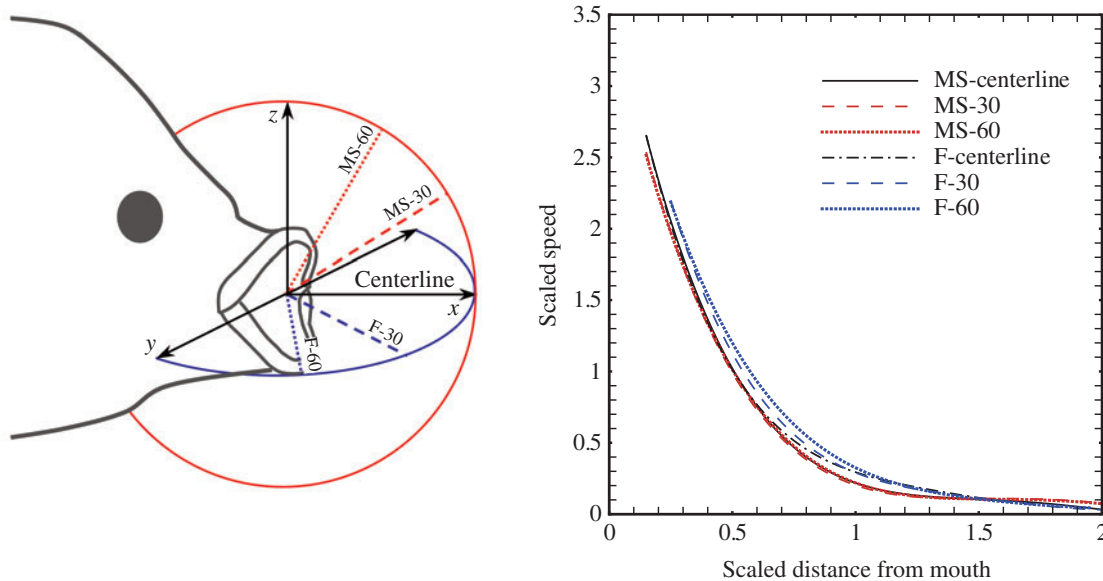 z
MS-60
MS-30
Centerline
x
F-30
F-60
y
3.5
3
2.5
2
1.5
1
0.5
0
Scaled speed
MS-centerline
MS-30
MS-60
F-centerline
F-30
F-60
0 0.5 1 1.5 2
Scaled distance from mouth